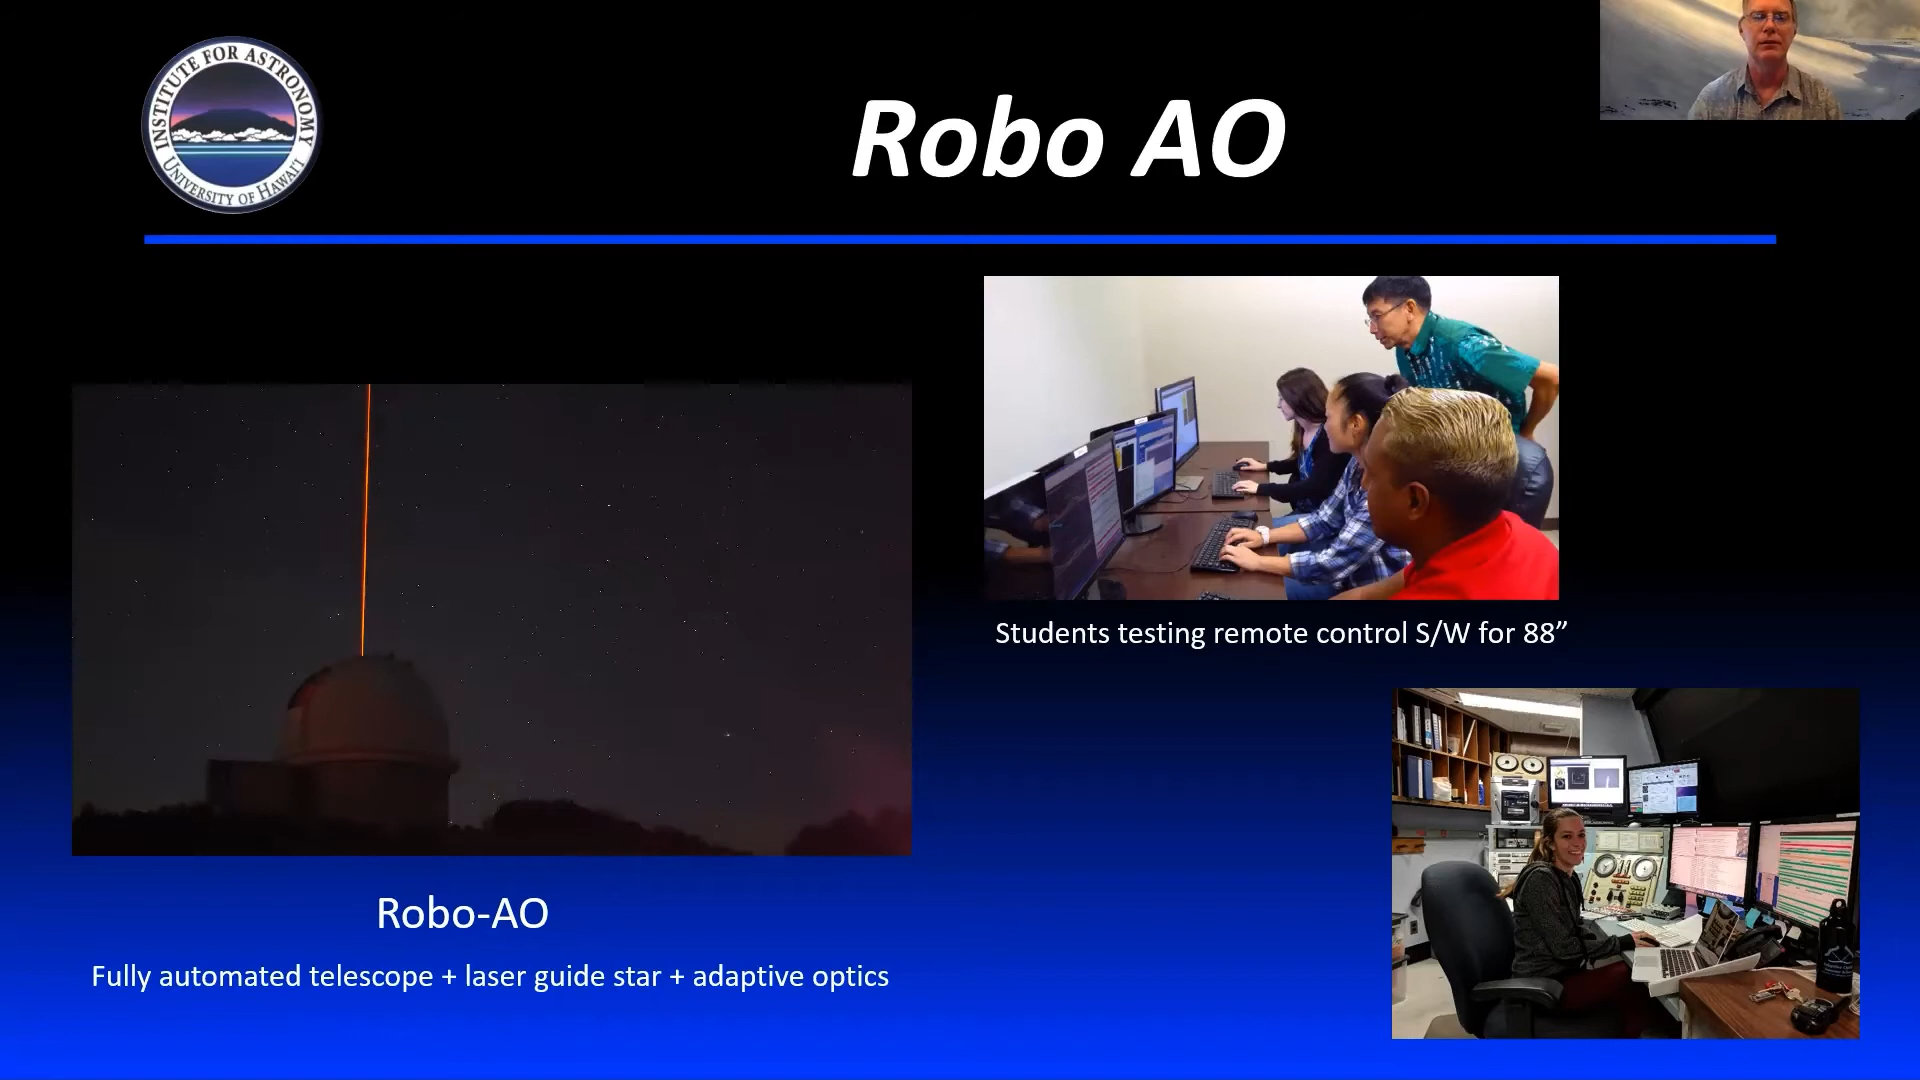 INSTITUTE FOR ASTRONOMY
UNIVERSITY OF HAWAI'I
Robo AO
Students testing remote control S/W for 88”
Robo-AO
Fully automated telescope + laser guide star + adaptive optics